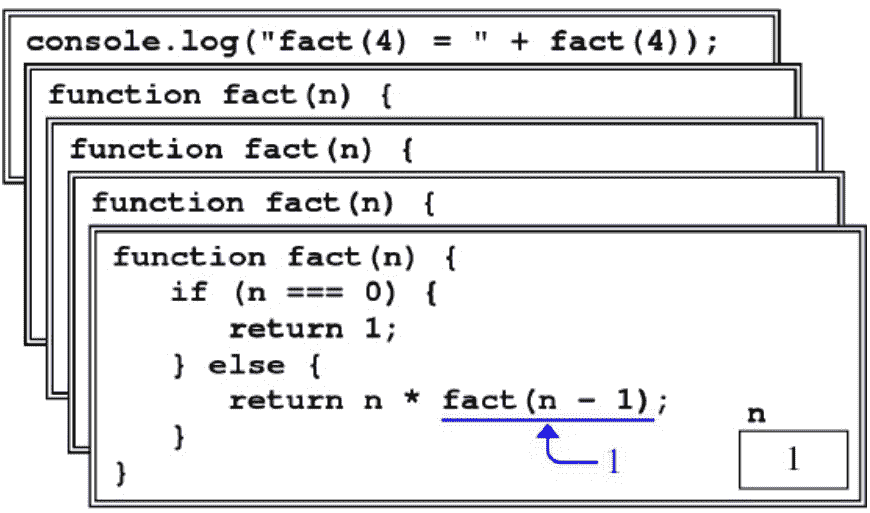 console.log("fact(4) = " + fact(4));
function fact(n) {
function fact(n) {
function fact(n) {
function fact(n) {
if (n === 0) {
return 1;
} else {
return n * fact(n - 1);
}
}
1
n
1